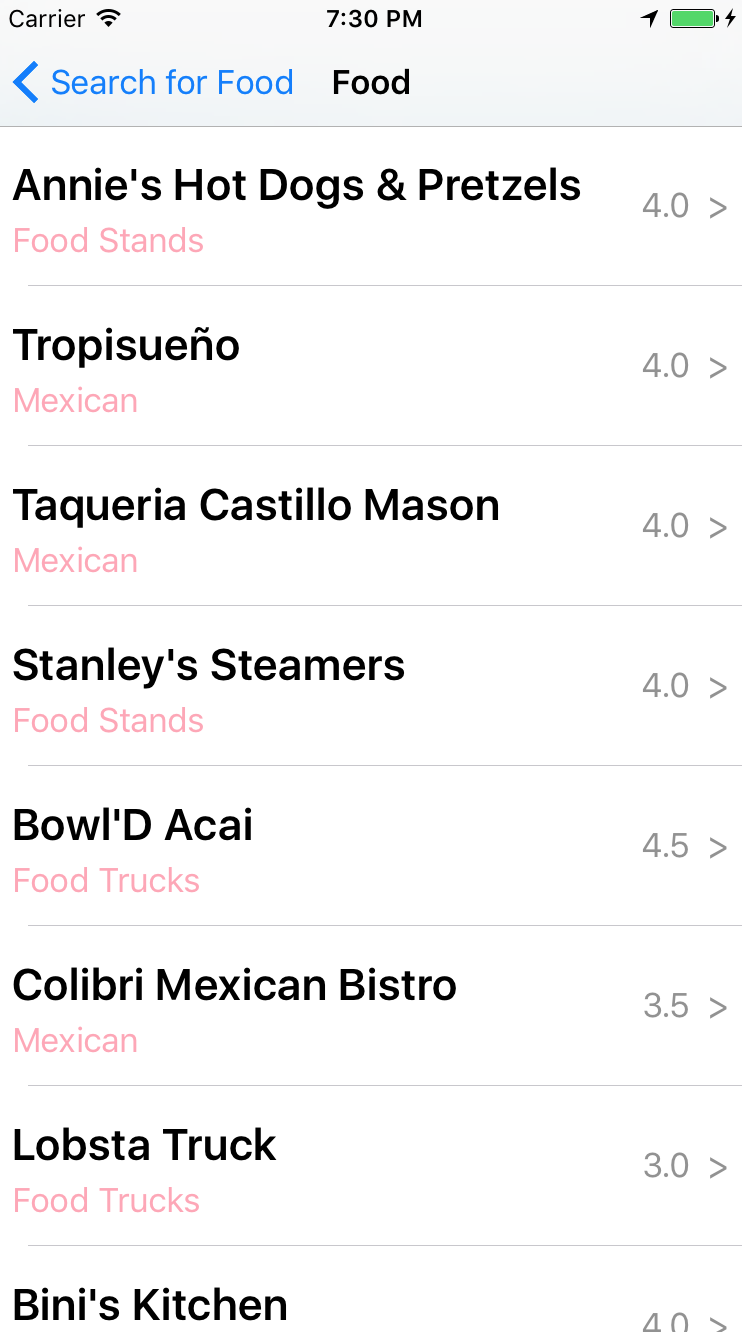 Carrier 7:30 PM
Search for Food Food
Annie's Hot Dogs & Pretzels
Food Stands
4.0 >
Tropisueño
Mexican
4.0 >
Taqueria Castillo Mason
Mexican
4.0 >
Stanley's Steamers
Food Stands
4.0 >
Bowl'D Acai
Food Trucks
4.5 >
Colibri Mexican Bistro
Mexican
3.5 >
Lobsta Truck
Food Trucks
3.0 >
Bini's Kitchen
4.0 >